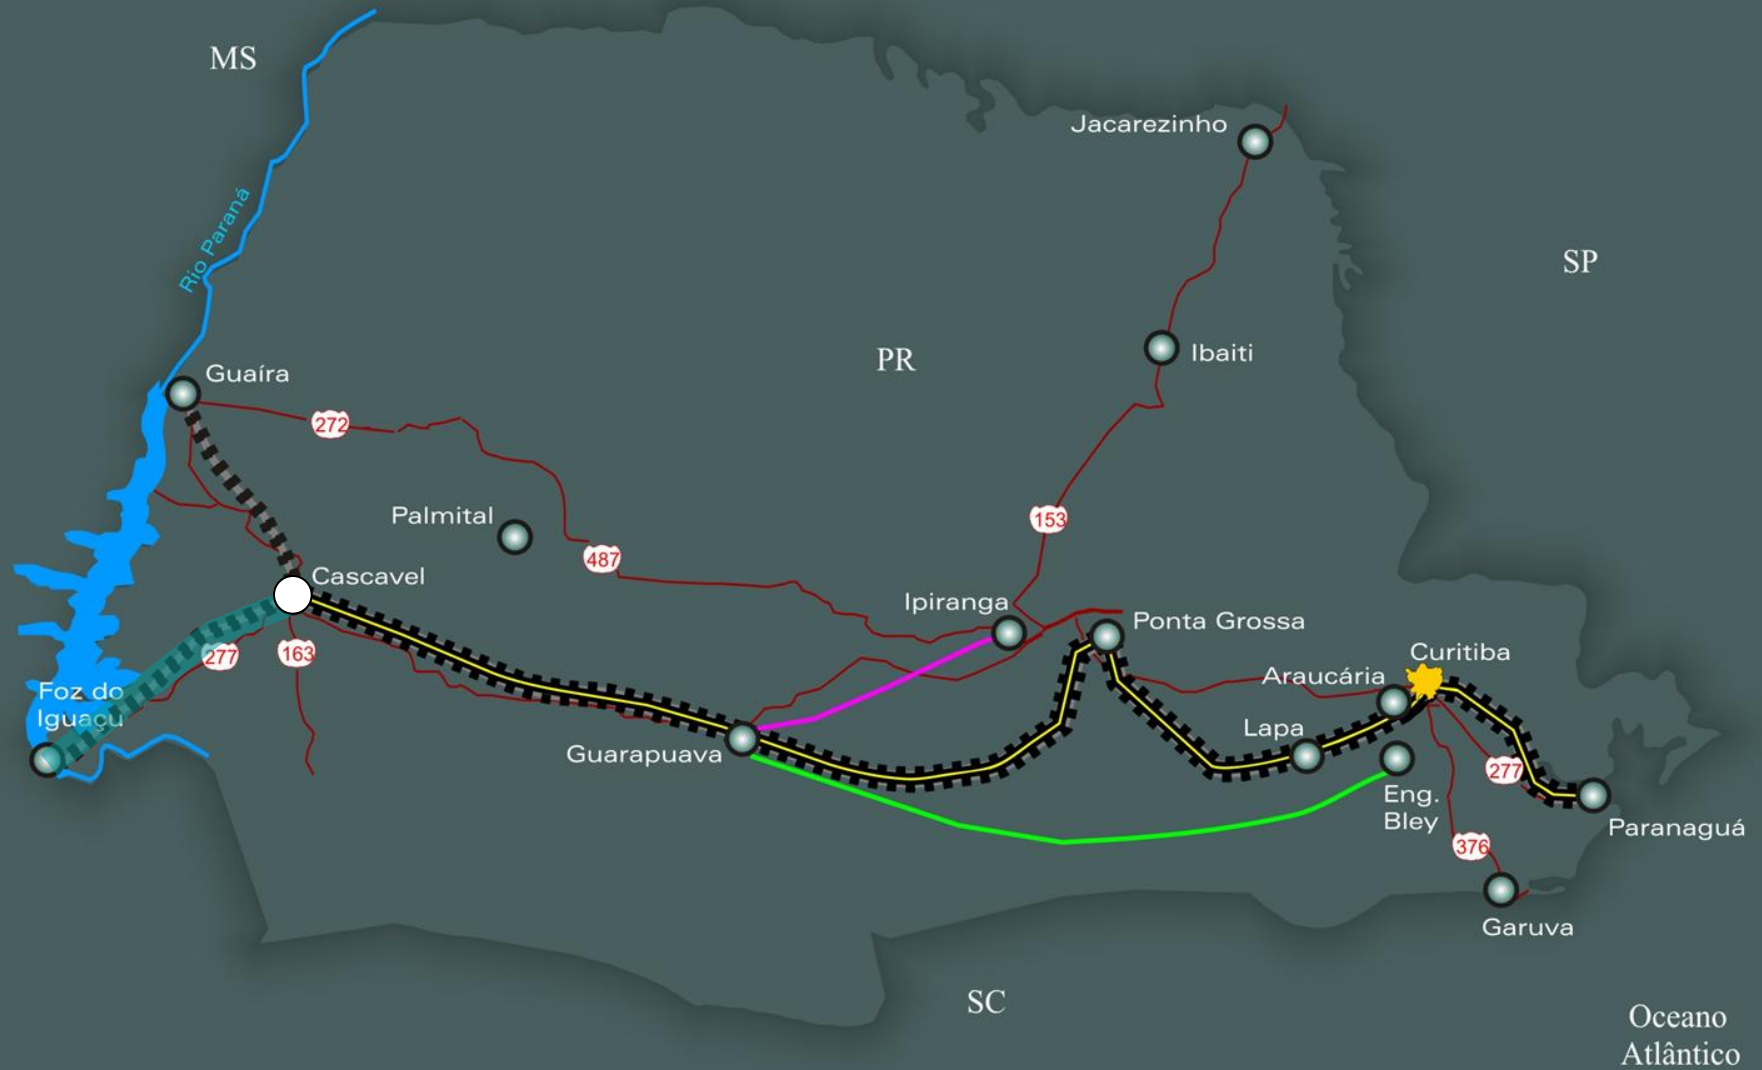 MS
Jacarezinho
Rio Paraná
SP
Ibaiti
PR
Guaíra
272
Palmital
153
487
Cascavel
Ipiranga
Ponta Grossa
277
163
Curitiba
Araucária
Foz do
Iguaçu
Lapa
Guarapuava
277
Eng.
Bley
Paranaguá
376
Garuva
SC
Oceano
Atlântico